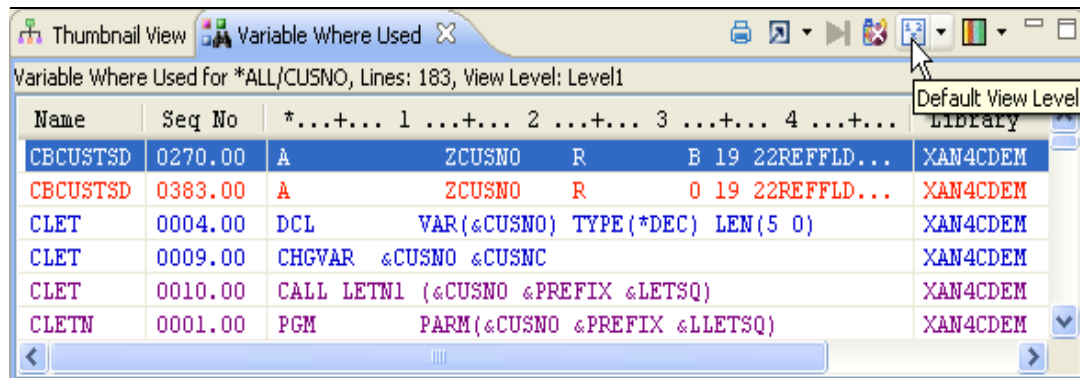 Thumbnail View Variable Where Used
Variable Where Used for *ALL/CUSNO, Lines: 183, View Level: Level1
Default View Level
Name Seq No *...+... 1 ...+... 2 ...+... 3 ...+... 4 ...+... Library
CBCUSTSD 0270.00 A ZCUSNO R B 19 22REFFLD... XAN4CDEM
CBCUSTSD 0383.00 A ZCUSNO R O 19 22REFFLD... XAN4CDEM
CLET 0004.00 DCL VAR(&CUSNO) TYPE(*DEC) LEN(5 0) XAN4CDEM
CLET 0009.00 CHGVAR &CUSNO &CUSNC XAN4CDEM
CLET 0010.00 CALL LETN1 (&CUSNO &PREFIX &LETSQ) XAN4CDEM
CLETN 0001.00 PGM PARM(&CUSNO &PREFIX &LLETSQ) XAN4CDEM